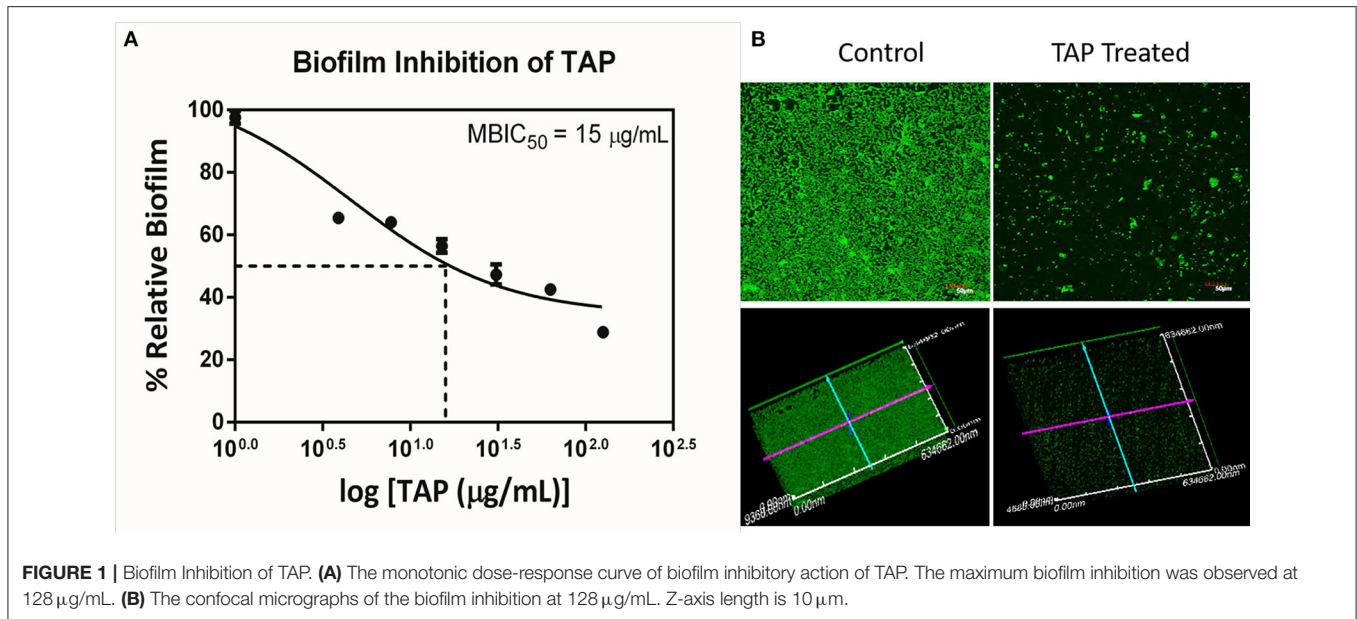 A
Biofilm Inhibition of TAP
MBIC50 = 15 μg/mL
% Relative Biofilm
100
80
60
40
20
0
10^0.0 10^0.5 10^1.0 10^1.5 10^2.0 10^2.5
log [TAP (μg/mL)]
B
Control
TAP Treated
50μm
50μm
634662.00nm
0.00nm
0.00nm
634662.00nm
634662.00nm
0.00nm
0.00nm
FIGURE 1 | Biofilm Inhibition of TAP. (A) The monotonic dose-response curve of biofilm inhibitory action of TAP. The maximum biofilm inhibition was observed at
128 μg/mL. (B) The confocal micrographs of the biofilm inhibition at 128 μg/mL. Z-axis length is 10 μm.